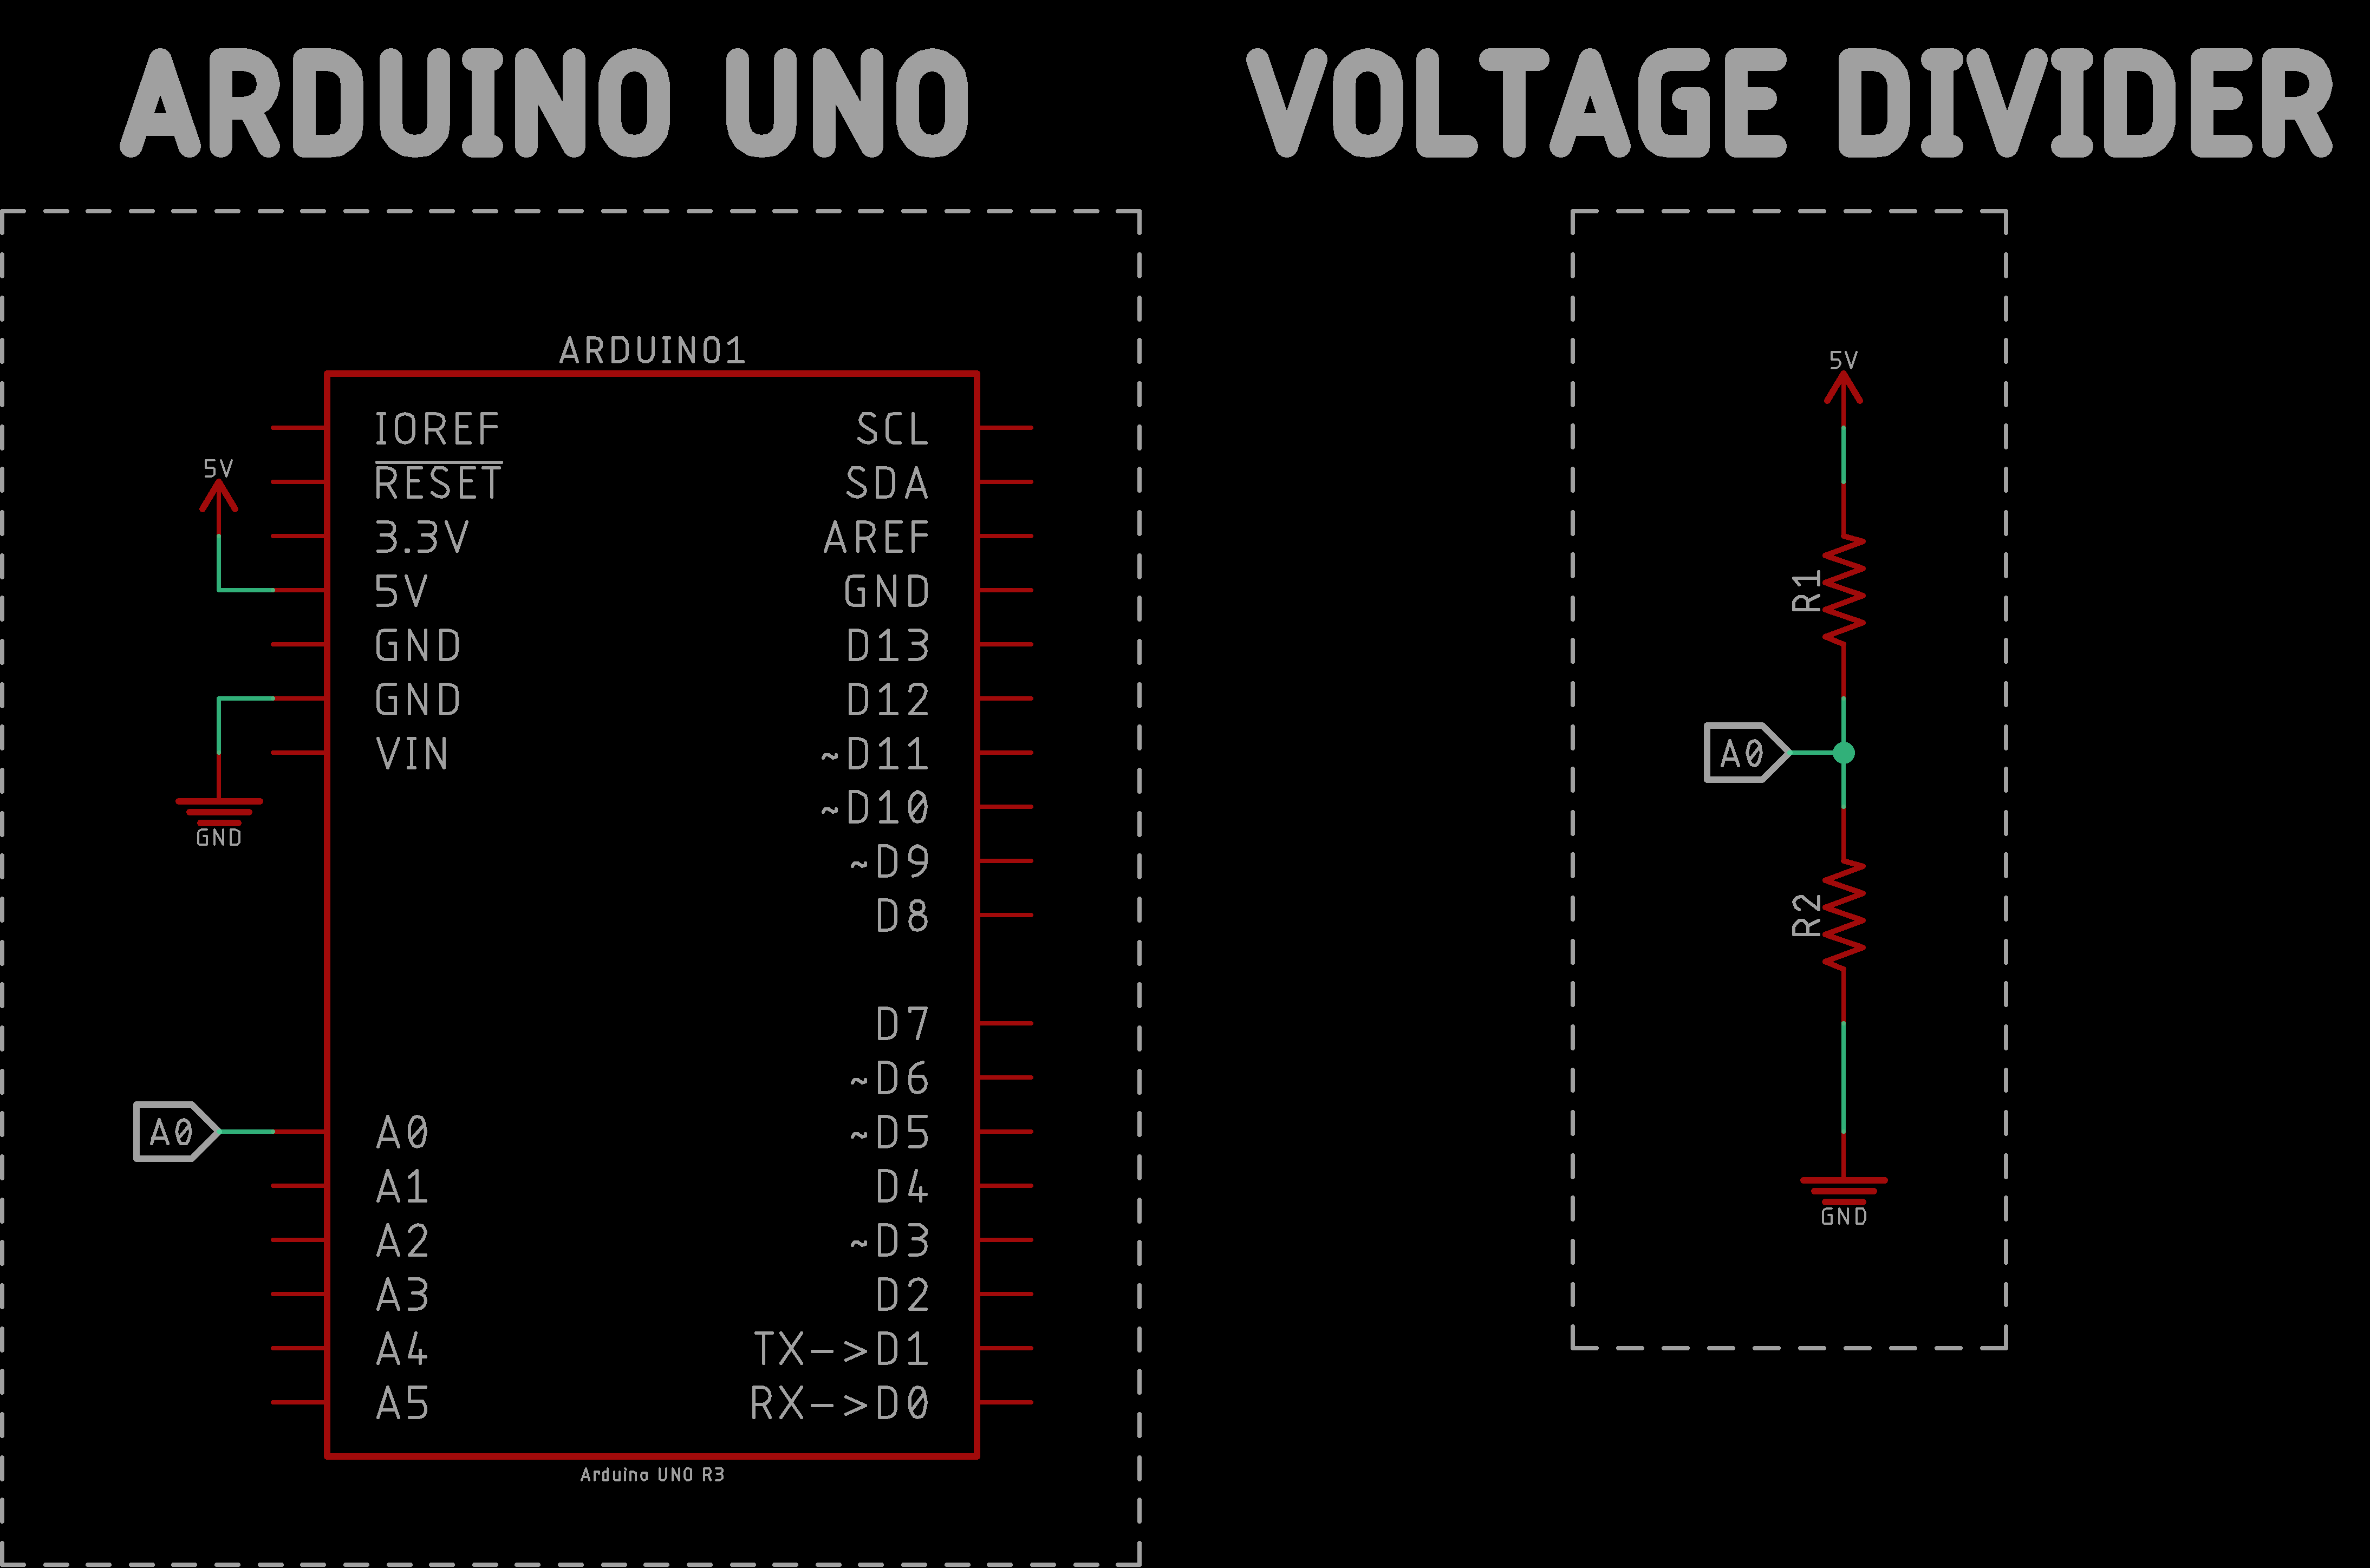 ARDUINO UNO
VOLTAGE DIVIDER
ARDUINO1
IOREF
RESET
3.3V
5V
GND
GND
VIN
A0
A1
A2
A3
A4
A5
SCL
SDA
AREF
GND
D13
D12
~D11
~D10
~D9
D8
D7
~D6
~D5
D4
~D3
D2
TX->D1
RX->D0
5V
GND
A0
Arduino UNO R3
5V
R1
A0
R2
GND